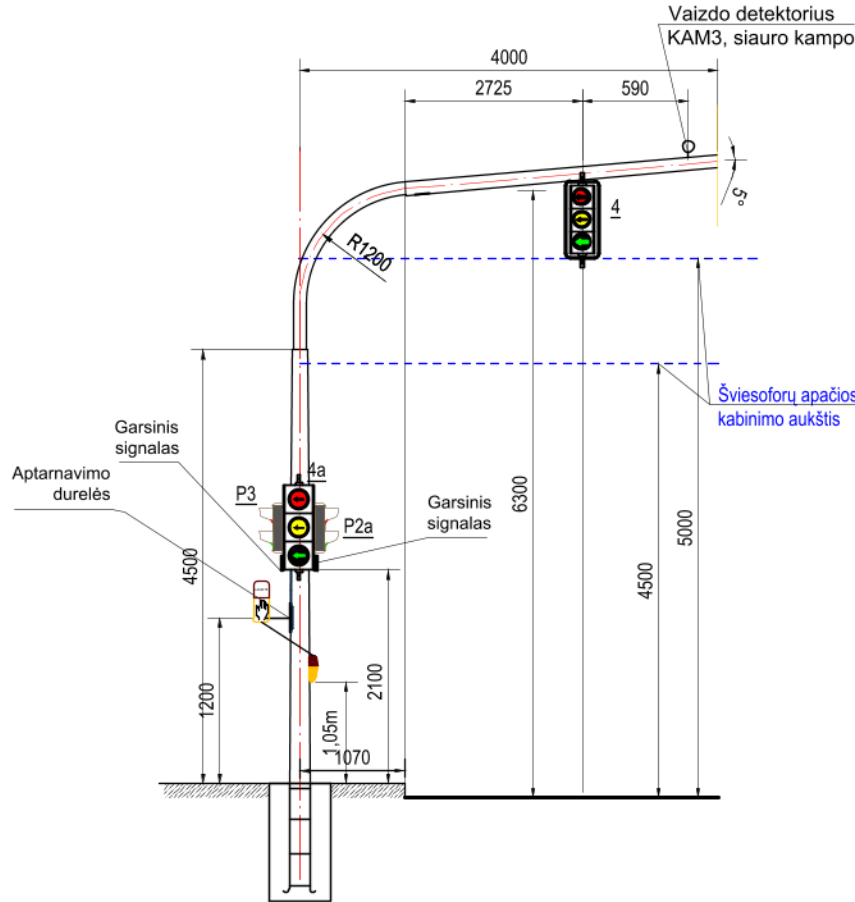 Vaizdo detektorius
KAM3, siauro kampo
4000
2725
590
5°
4
R1200
Šviesoforų apačios
kabinimo aukštis
Garsinis
signalas
4a
Aptarnavimo
durelės
P3
P2a
Garsinis
signalas
4500
6300
5000
4500
1200
2100
1,05m
1070